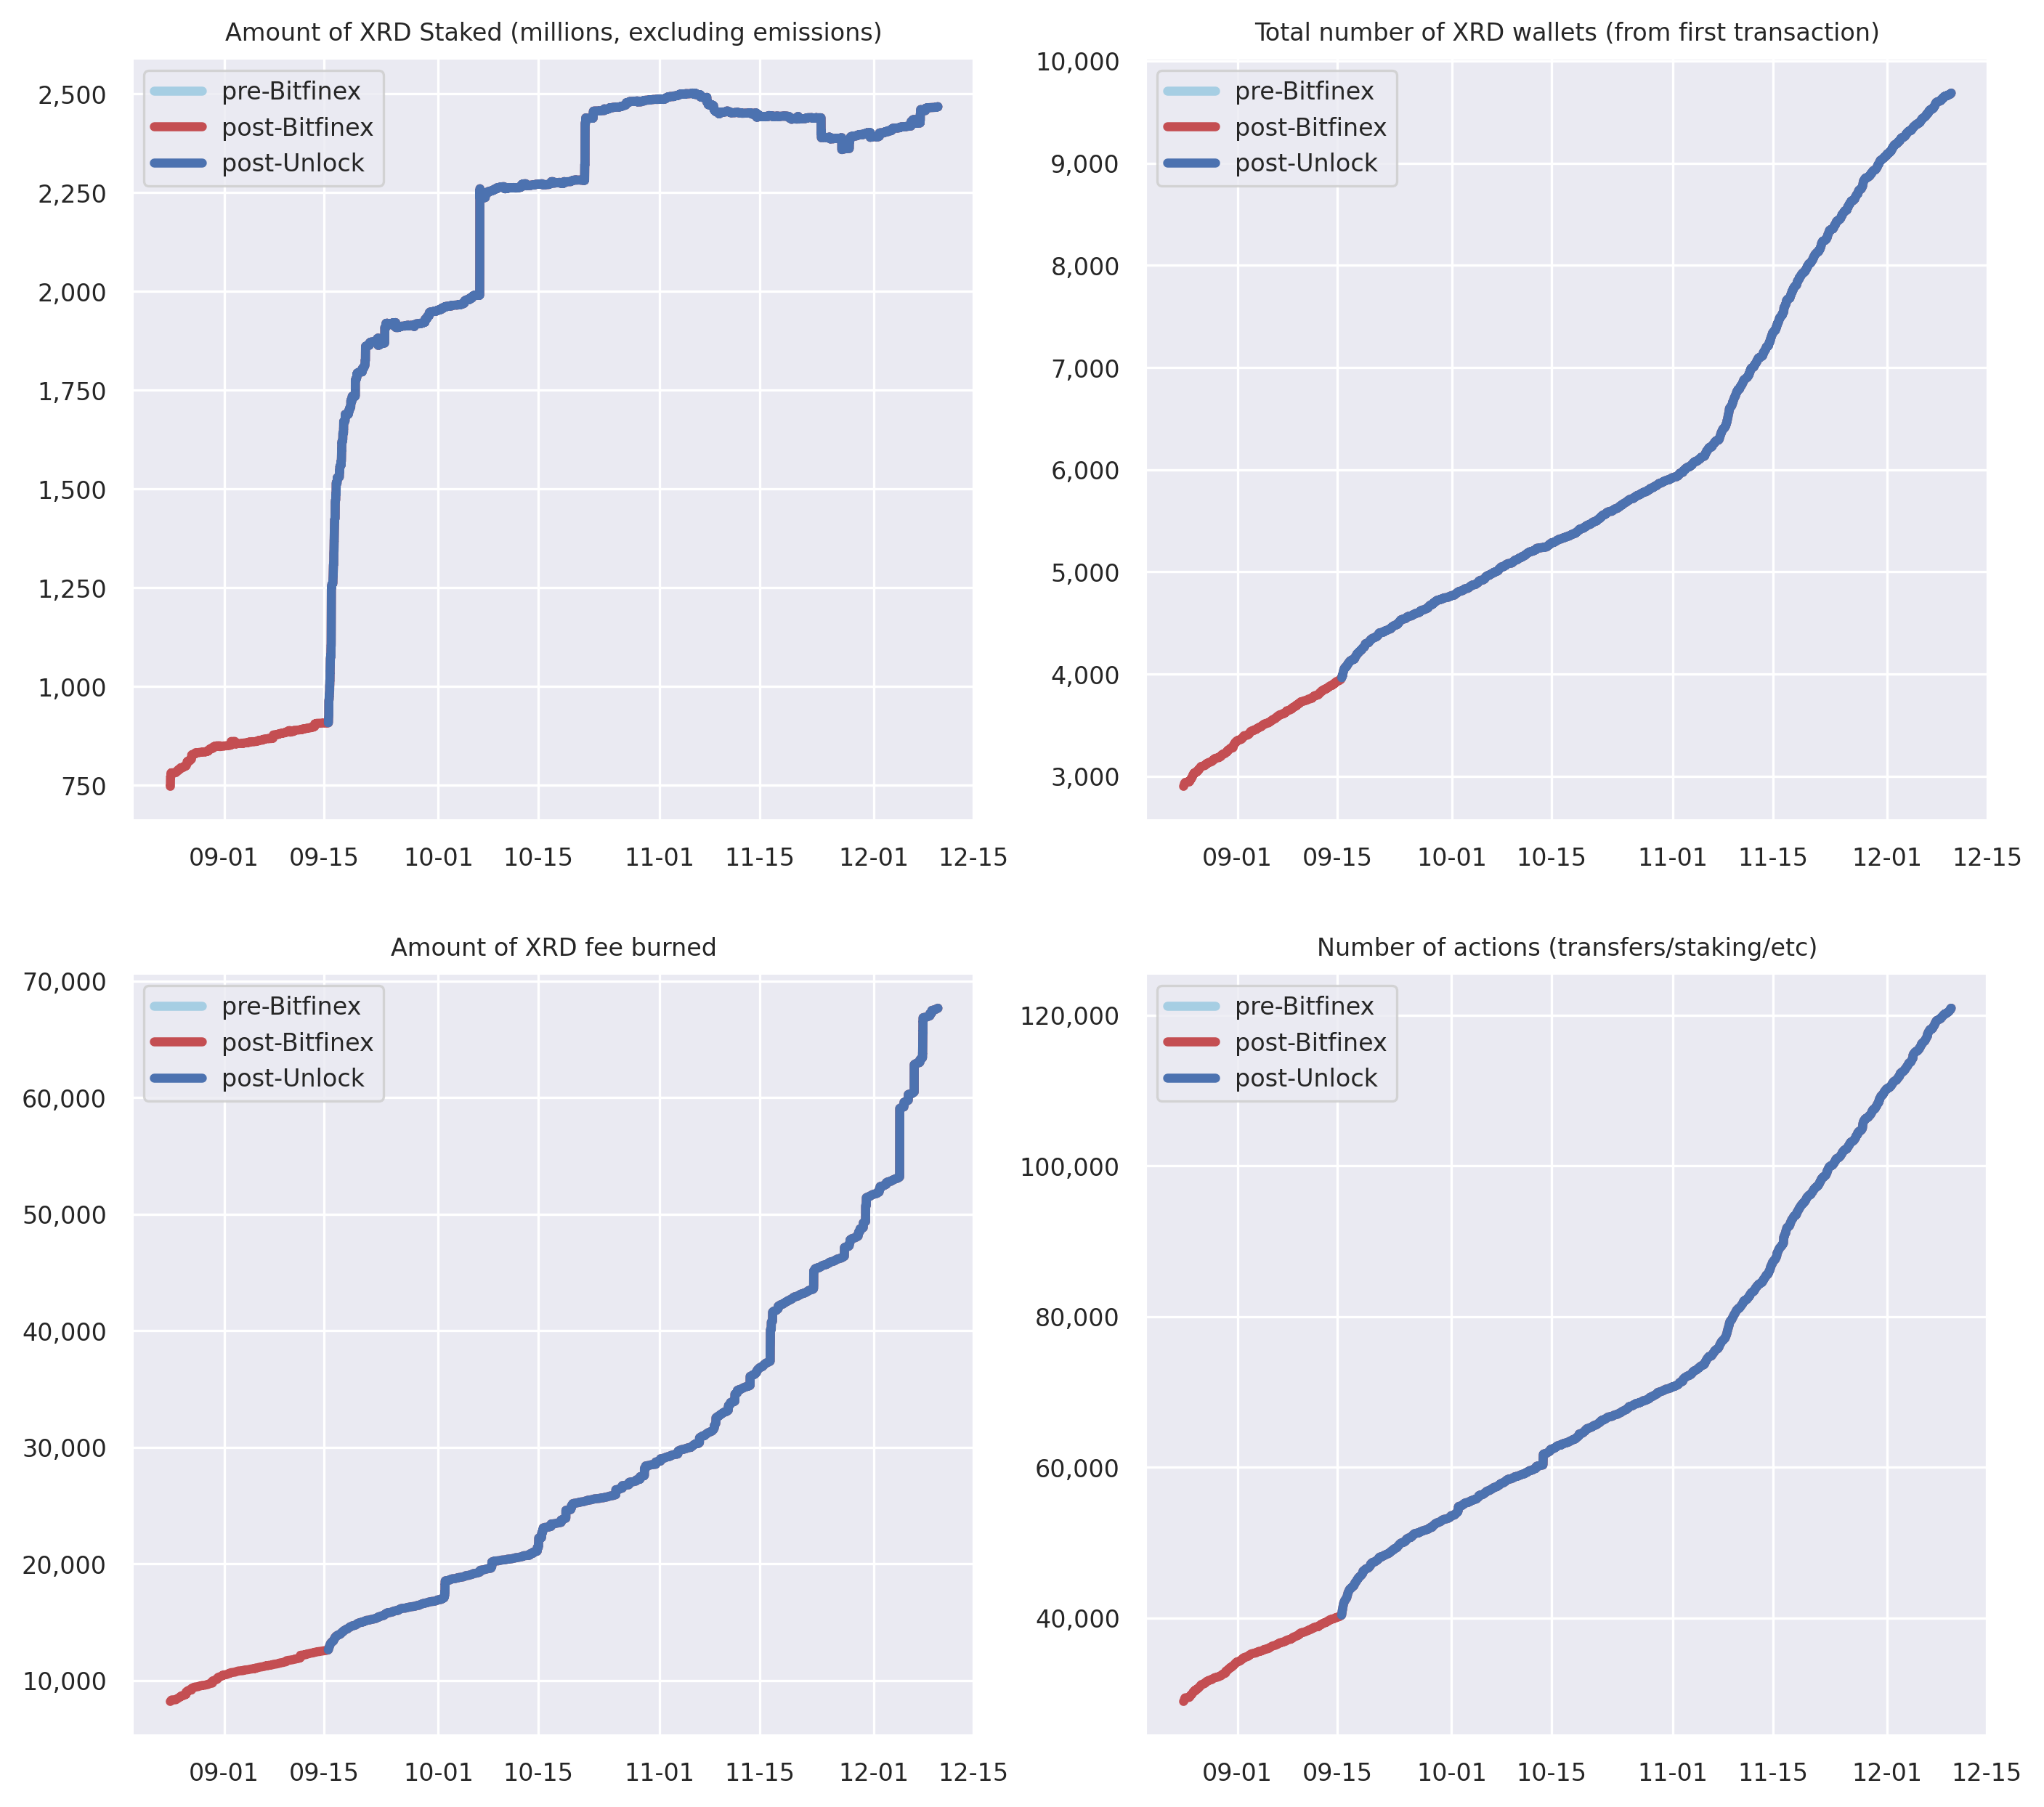 Amount of XRD Staked (millions, excluding emissions)
pre-Bitfinex
post-Bitfinex
post-Unlock
2,500
2,250
2,000
1,750
1,500
1,250
1,000
750
09-01 09-15 10-01 10-15 11-01 11-15 12-01 12-15
Total number of XRD wallets (from first transaction)
pre-Bitfinex
post-Bitfinex
post-Unlock
10,000
9,000
8,000
7,000
6,000
5,000
4,000
3,000
09-01 09-15 10-01 10-15 11-01 11-15 12-01 12-15
Amount of XRD fee burned
pre-Bitfinex
post-Bitfinex
post-Unlock
70,000
60,000
50,000
40,000
30,000
20,000
10,000
09-01 09-15 10-01 10-15 11-01 11-15 12-01 12-15
Number of actions (transfers/staking/etc)
pre-Bitfinex
post-Bitfinex
post-Unlock
120,000
100,000
80,000
60,000
40,000
09-01 09-15 10-01 10-15 11-01 11-15 12-01 12-15